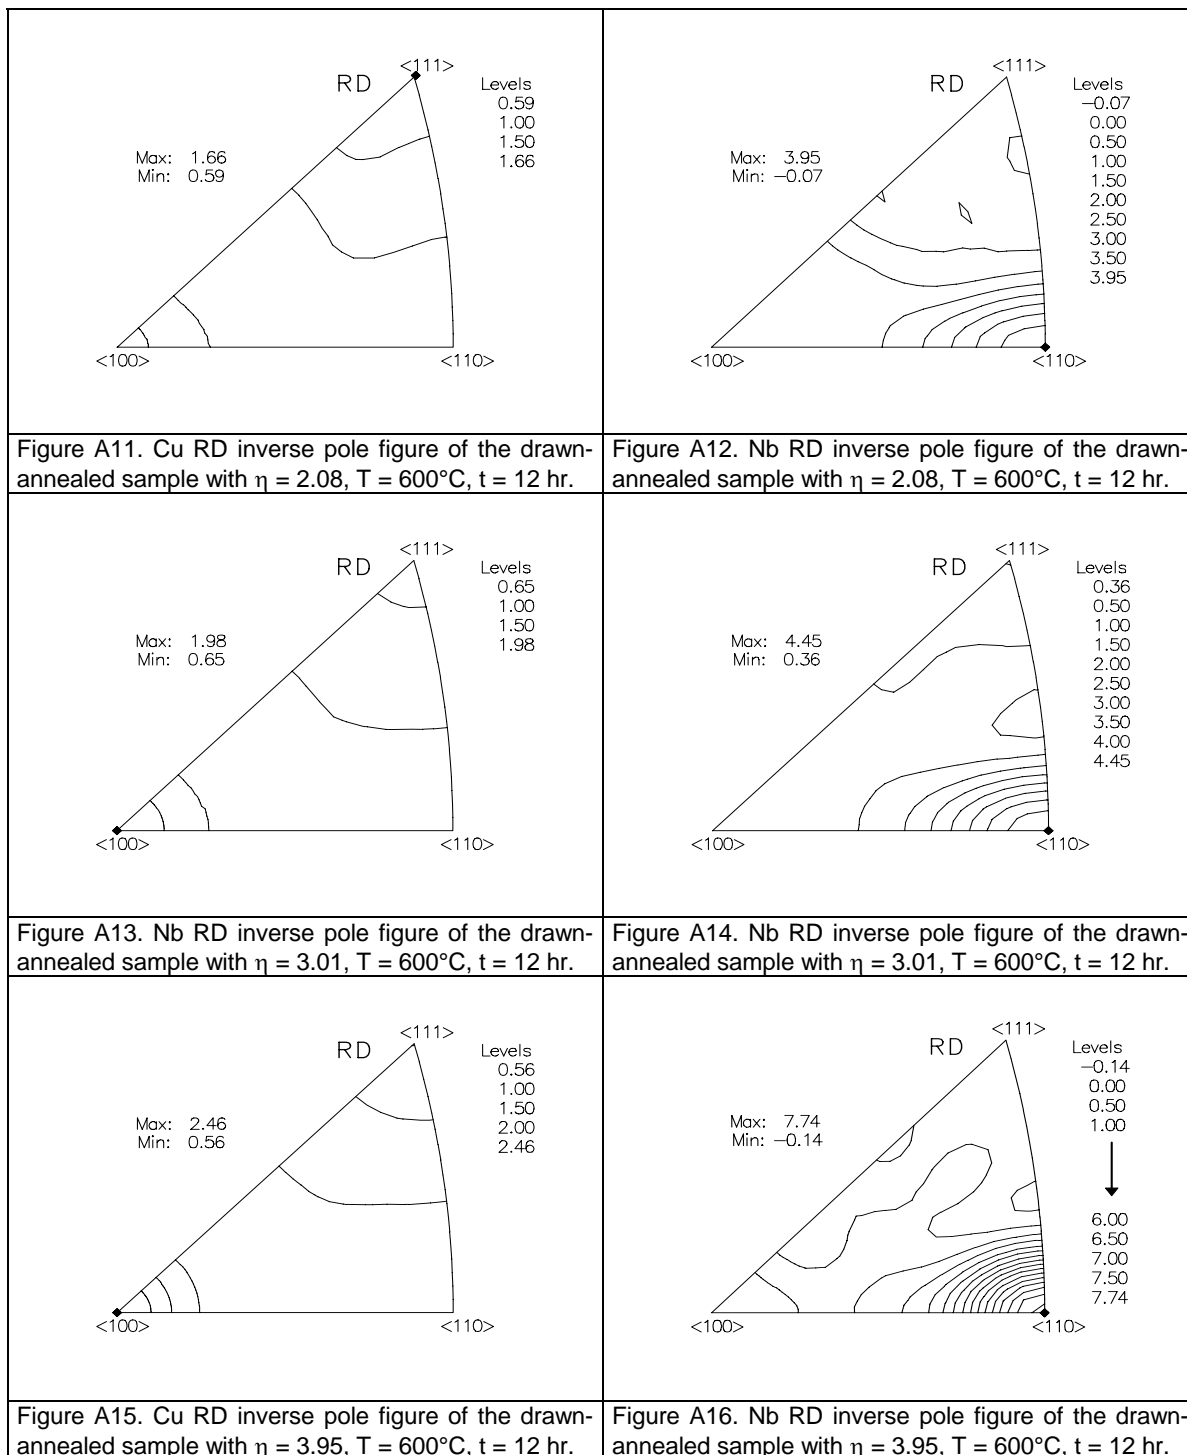 <111>
RD
Levels
0.59
1.00
1.50
1.66
Max: 1.66
Min: 0.59
<100>
<110>
Figure A11. Cu RD inverse pole figure of the drawn-
annealed sample with η = 2.08, T = 600°C, t = 12 hr.
<111>
RD
Levels
−0.07
0.00
0.50
1.00
1.50
2.00
2.50
3.00
3.50
3.95
Max: 3.95
Min: −0.07
<100>
<110>
Figure A12. Nb RD inverse pole figure of the drawn-
annealed sample with η = 2.08, T = 600°C, t = 12 hr.
<111>
RD
Levels
0.65
1.00
1.50
1.98
Max: 1.98
Min: 0.65
<100>
<110>
Figure A13. Nb RD inverse pole figure of the drawn-
annealed sample with η = 3.01, T = 600°C, t = 12 hr.
<111>
RD
Levels
0.36
0.50
1.00
1.50
2.00
2.50
3.00
3.50
4.00
4.45
Max: 4.45
Min: 0.36
<100>
<110>
Figure A14. Nb RD inverse pole figure of the drawn-
annealed sample with η = 3.01, T = 600°C, t = 12 hr.
<111>
RD
Levels
0.56
1.00
1.50
2.00
2.46
Max: 2.46
Min: 0.56
<100>
<110>
Figure A15. Cu RD inverse pole figure of the drawn-
annealed sample with η = 3.95, T = 600°C, t = 12 hr.
<111>
RD
Levels
−0.14
0.00
0.50
1.00
6.00
6.50
7.00
7.50
7.74
Max: 7.74
Min: −0.14
<100>
<110>
Figure A16. Nb RD inverse pole figure of the drawn-
annealed sample with η = 3.95, T = 600°C, t = 12 hr.